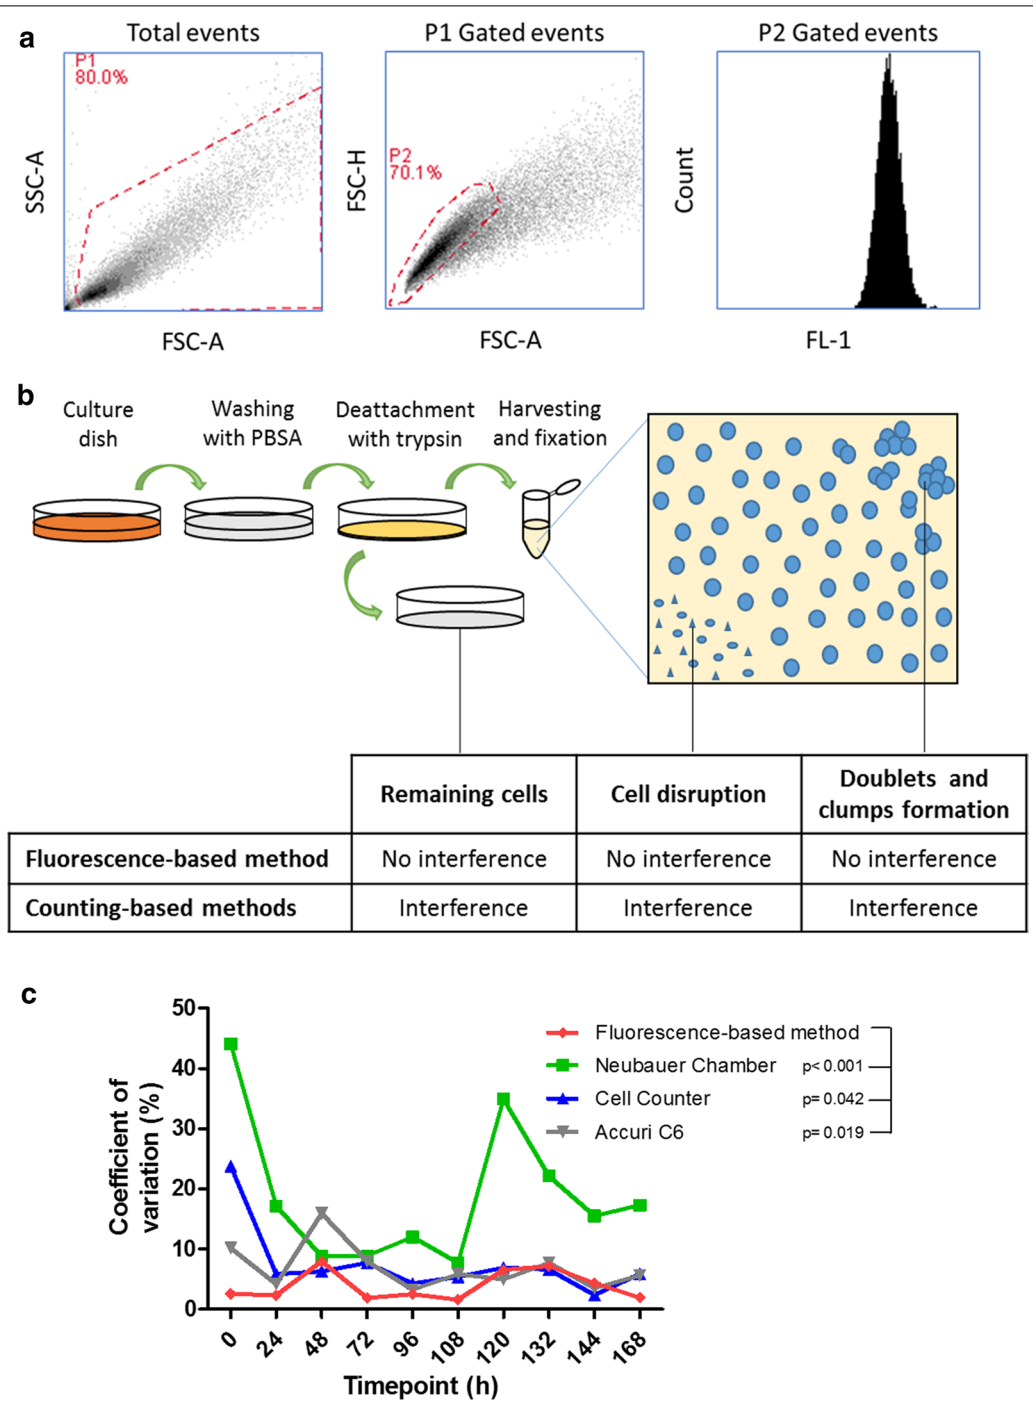 a
Total events
P1 Gated events
P2 Gated events
P1
80.0%
SSC-A
FSC-A
P2
70.1%
FSC-H
FSC-A
Count
FL-1
b
Culture
dish
Washing
with PBSA
Deattachment
with trypsin
Harvesting
and fixation
Remaining cells
Cell disruption
Doublets and
clumps formation
Fluorescence-based method
No interference
No interference
No interference
Counting-based methods
Interference
Interference
Interference
c
Coefficient of
variation (%)
50
40
30
20
10
0
Fluorescence-based method
Neubauer Chamber
p< 0.001
Cell Counter
p= 0.042
Accuri C6
p= 0.019
0
24
48
72
96
108
120
132
144
168
Timepoint (h)